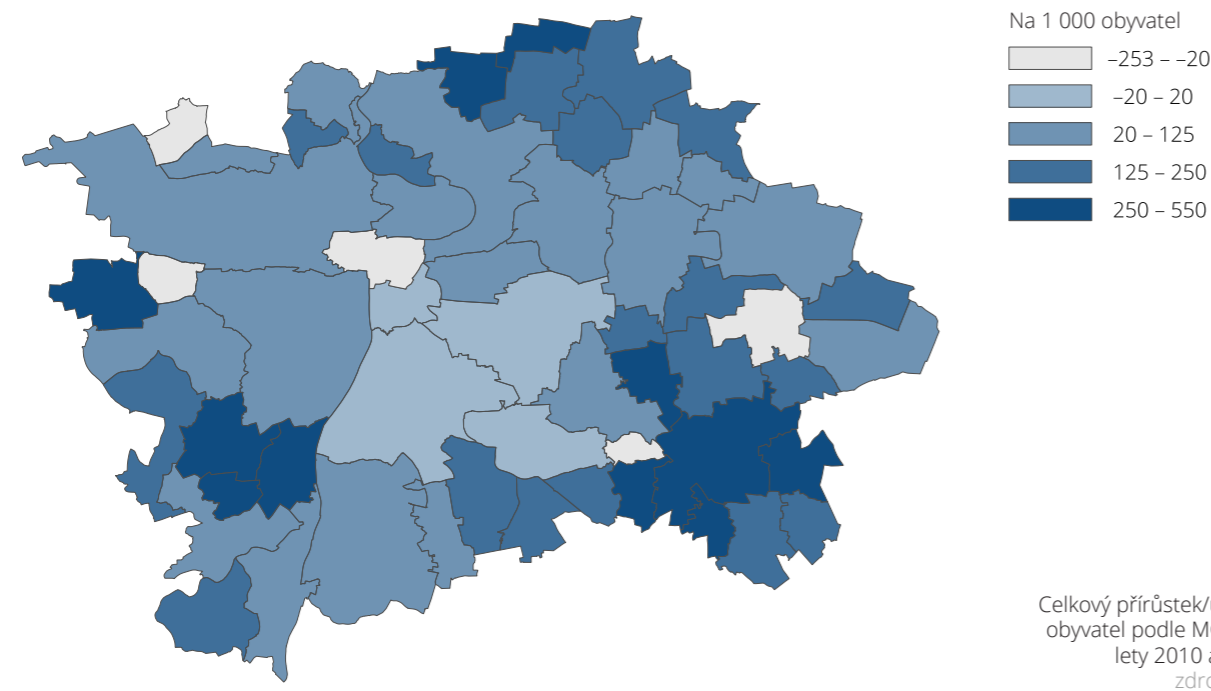 Na 1 000 obyvatel
–253 – –20
–20 – 20
20 – 125
125 – 250
250 – 550
Celkový přírůstek/
obyvatel podle
lety 2010